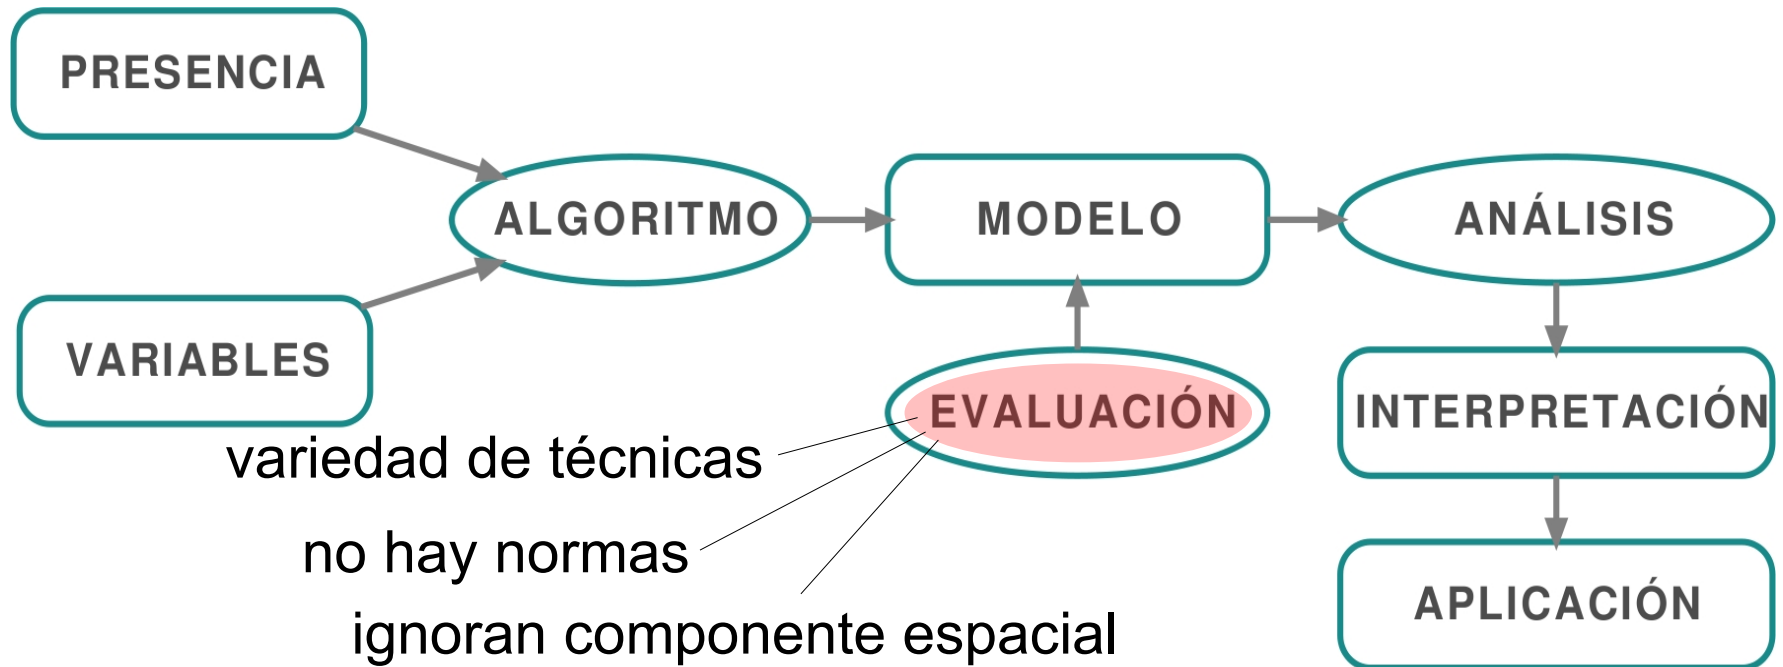 PRESENCIA
ALGORITMO
MODELO
ANÁLISIS
VARIABLES
EVALUACIÓN
INTERPRETACIÓN
variedad de técnicas
no hay normas
APLICACIÓN
ignoran componente espacial